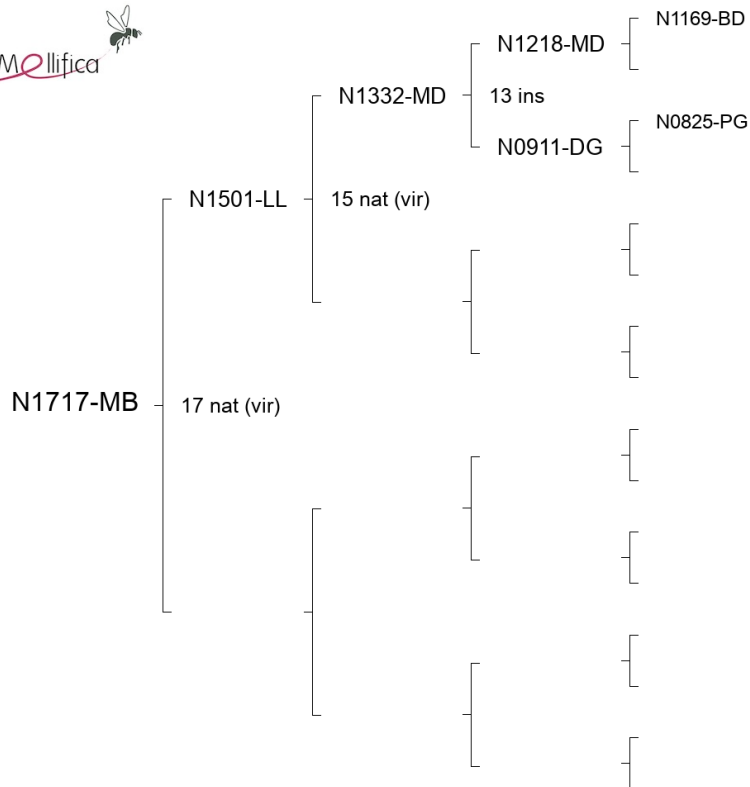 N1169-BD
N1218-MD
Mellifica
N1332-MD
13 ins
N0825-PG
N0911-DG
N1501-LL
15 nat (vir)
N1717-MB
17 nat (vir)